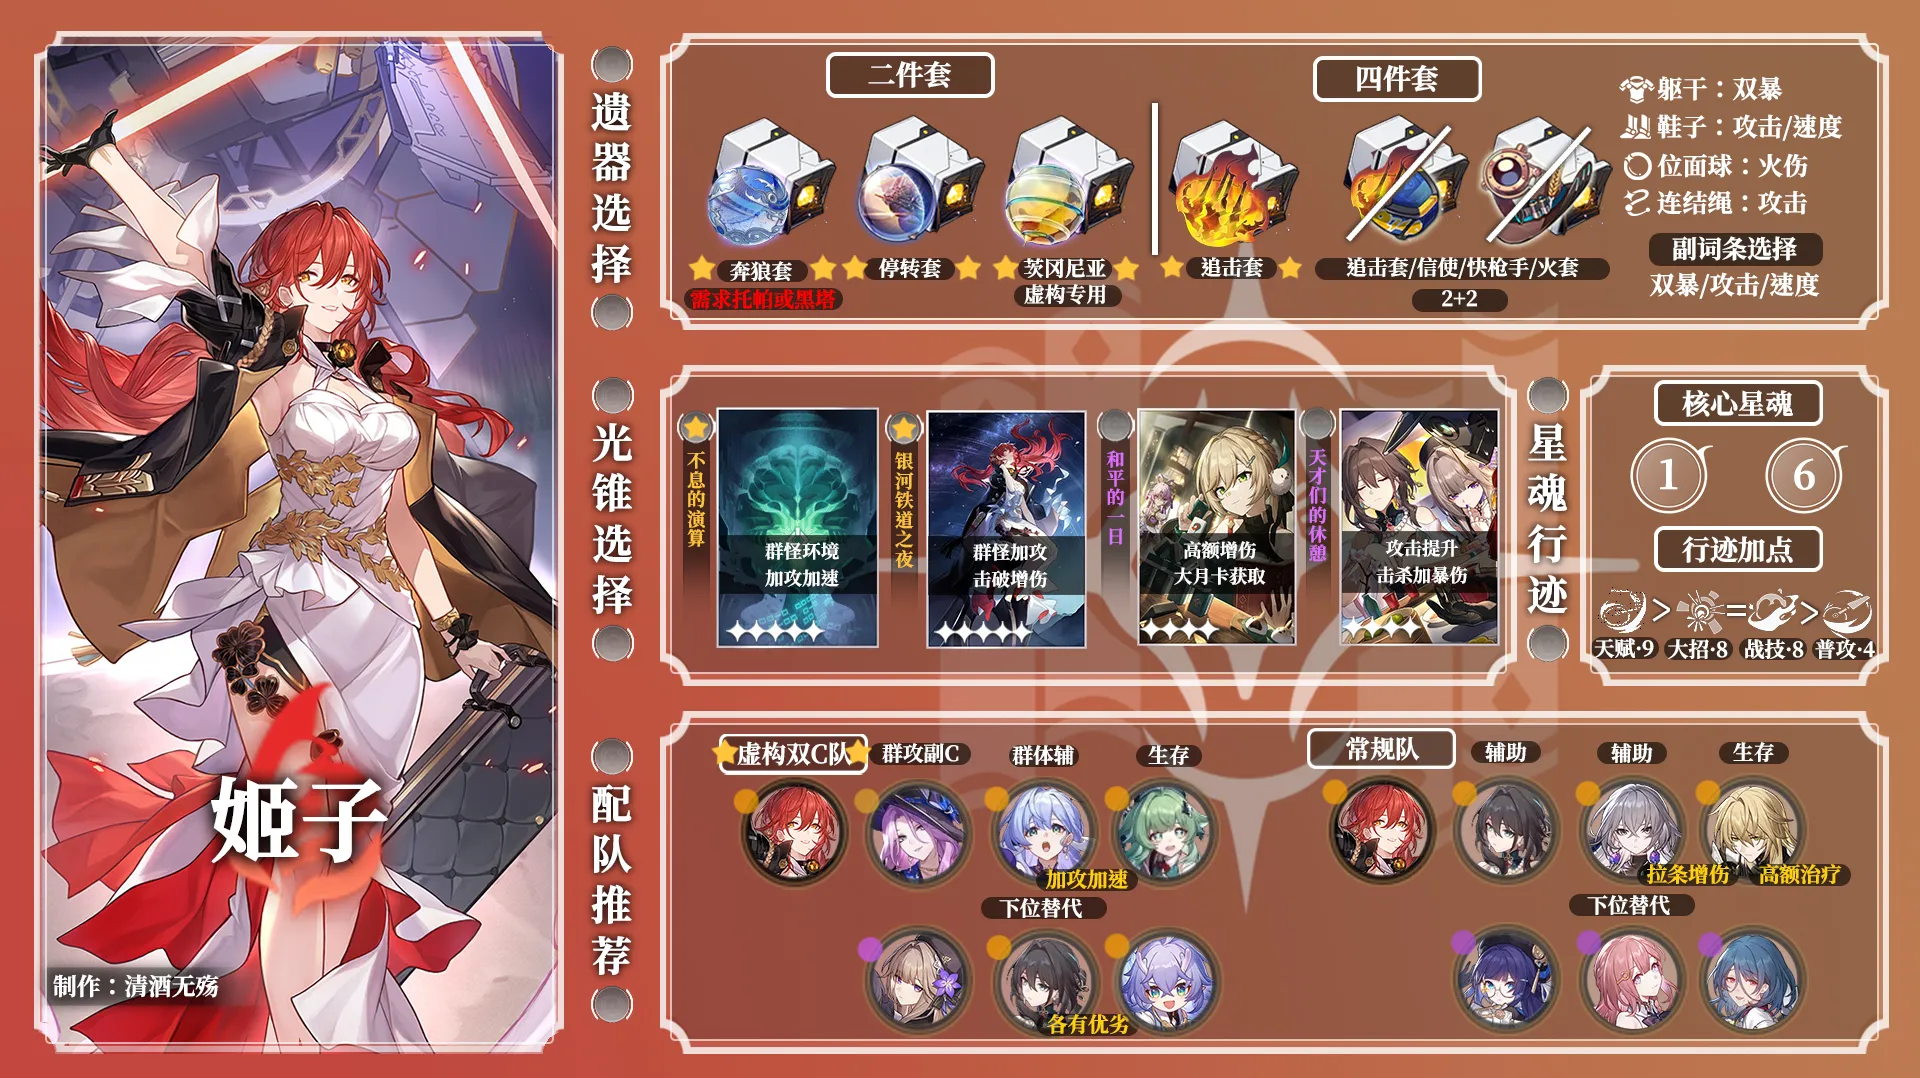 遗器选择
二件套
四件套
奔狼套
需求托帕或黑塔
停转套
茨冈尼亚
虚构专用
追击套
追击套/信使/快枪手/火套
2+2
躯干：双暴
鞋子：攻击/速度
位面球：火伤
连结绳：攻击
副词条选择
双暴/攻击/速度
光锥选择
不息的演算
群怪环境
加攻加速
银河铁道之夜
群怪加攻
击破增伤
和平的一日
高额增伤
大月卡获取
天才们的休憩
攻击提升
击杀加暴伤
星魂行迹
核心星魂
1
6
行迹加点
> = >
天赋·9 大招·8 战技·8 普攻·4
配队推荐
虚构双C队
群攻副C
群体辅
生存
加攻加速
下位替代
各有优劣
常规队
辅助
辅助
生存
拉条增伤
高额治疗
下位替代
姬子
制作：清酒无殇